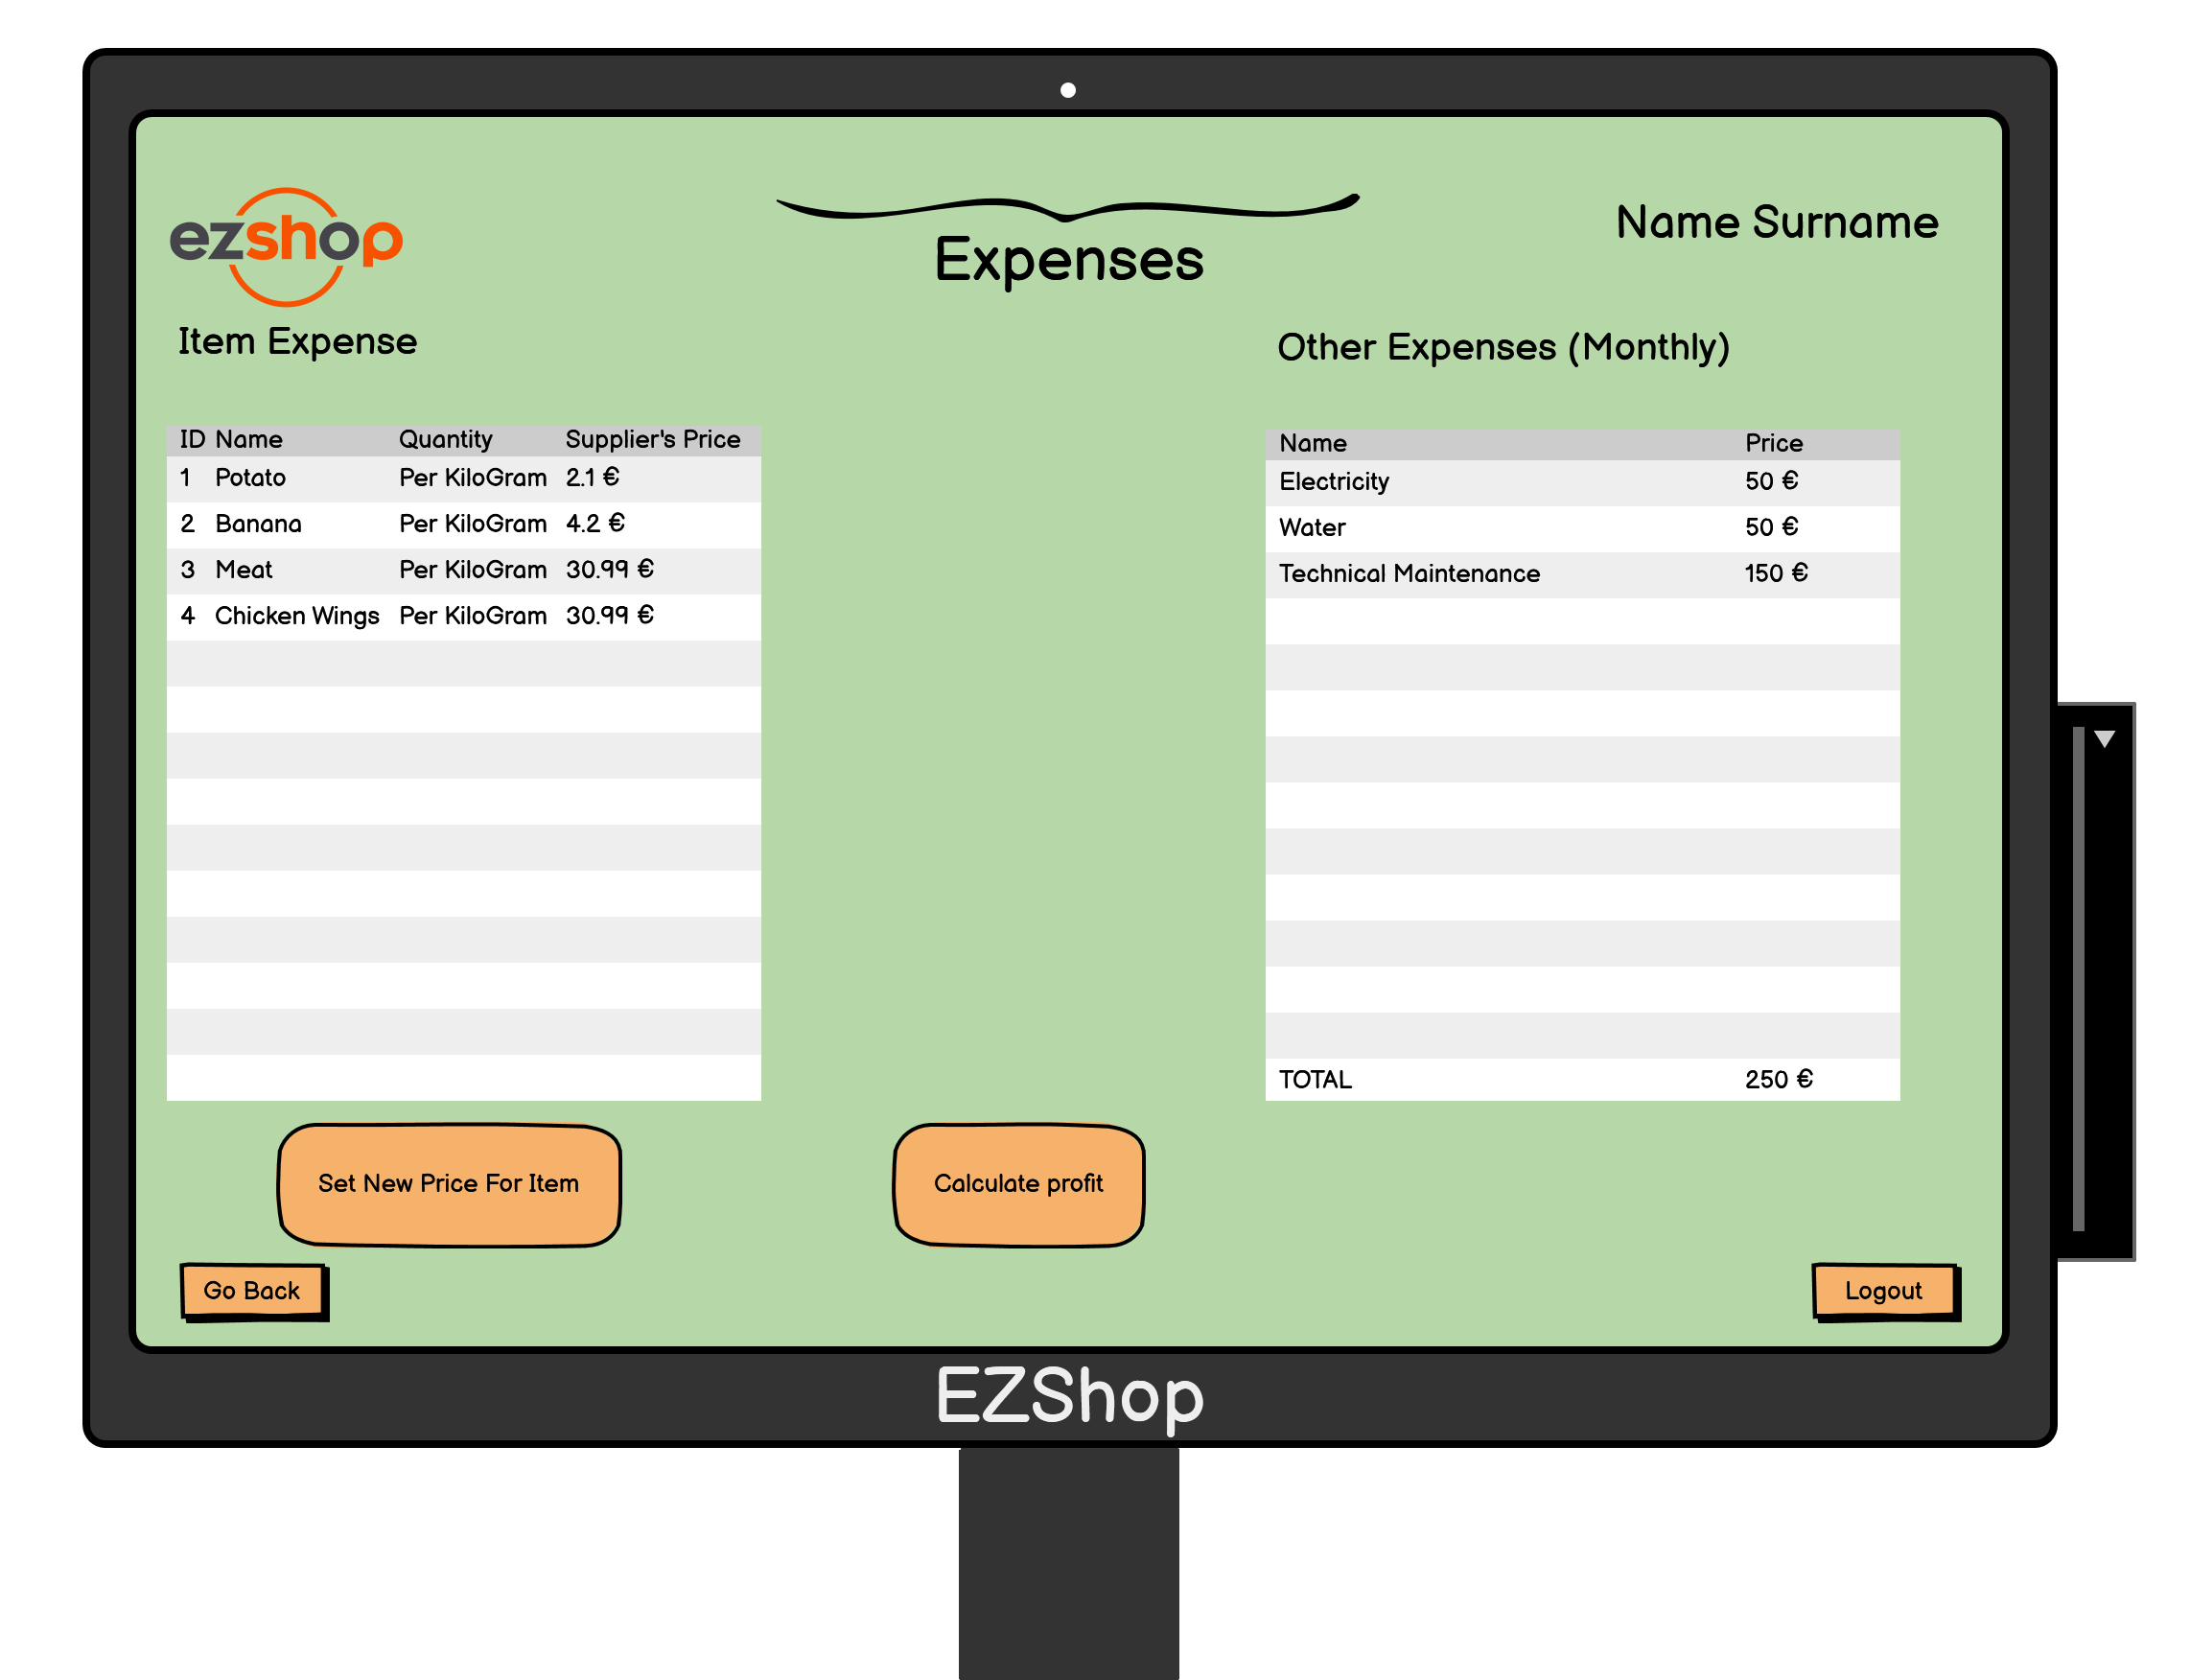 ezshop
Expenses
Name Surname
Item Expense
ID Name Quantity Supplier's Price
1 Potato Per KiloGram 2.1 €
2 Banana Per KiloGram 4.2 €
3 Meat Per KiloGram 30.99 €
4 Chicken Wings Per KiloGram 30.99 €
Other Expenses (Monthly)
Name Price
Electricity 50 €
Water 50 €
Technical Maintenance 150 €
TOTAL 250 €
Set New Price For Item
Calculate profit
Go Back
Logout
EZShop